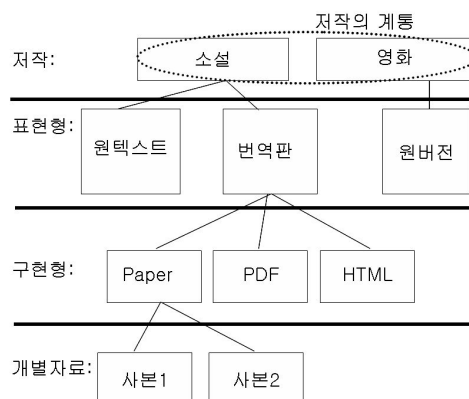 저작의 계통
저작: 소설 영화
표현형: 원텍스트 번역판 원버전
구현형: Paper PDF HTML
개별자료: 사본1 사본2